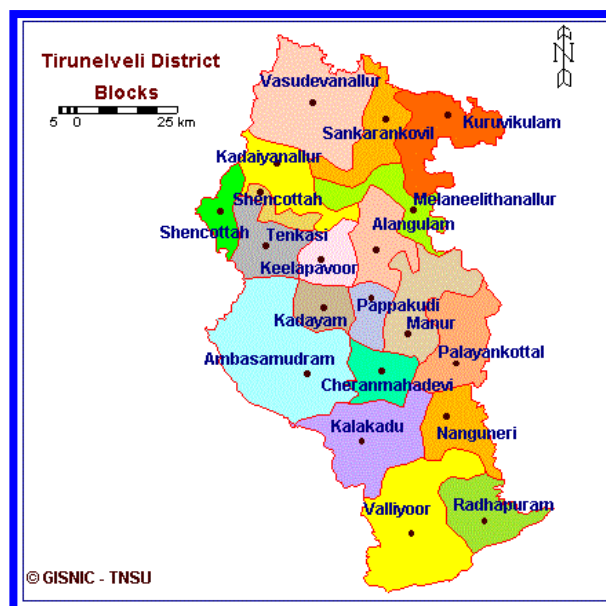 Tirunelveli District
Blocks
5 0 25 km
N
Vasudevanallur
Sankarankovil
Kuruvikulam
Kadaiyanallur
Shencottah
Melaneelithanallur
Shencottah
Tenkasi
Alangulam
Keelapavoor
Kadayam
Pappakudi
Manur
Ambasamudram
Palayankottal
Cheranmahadevi
Kalakadu
Nanguneri
Valliyoor
Radhapuram
© GISNIC - TNSU